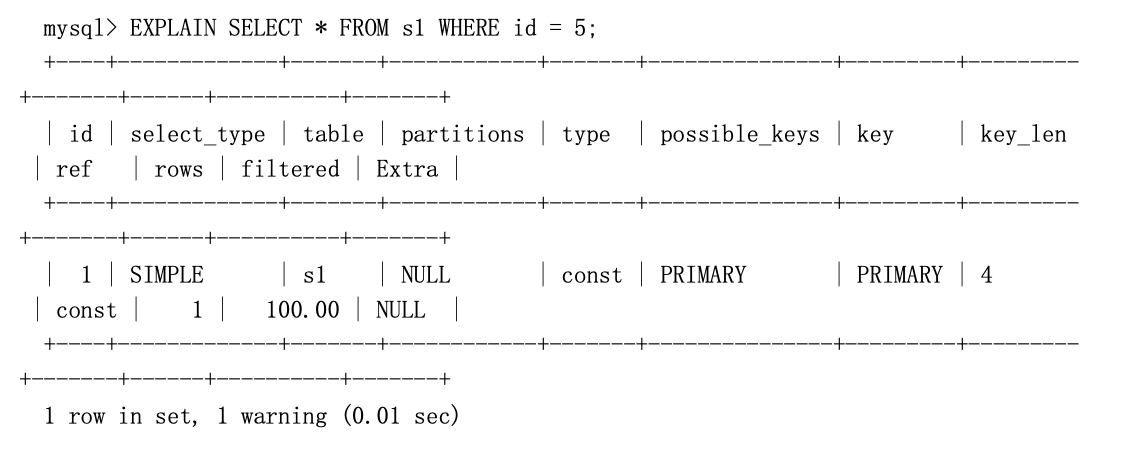 mysql> EXPLAIN SELECT * FROM s1 WHERE id = 5;
+----+-------------+-------+------------+-------+---------------+---------+---------
+-------+------+----------+-------+
| id | select_type | table | partitions | type  | possible_keys | key     | key_len
| ref   | rows | filtered | Extra |
+----+-------------+-------+------------+-------+---------------+---------+---------
+-------+------+----------+-------+
|  1 | SIMPLE      | s1    | NULL       | const | PRIMARY       | PRIMARY | 4
| const |    1 |   100.00 | NULL  |
+----+-------------+-------+------------+-------+---------------+---------+---------
+-------+------+----------+-------+
1 row in set, 1 warning (0.01 sec)